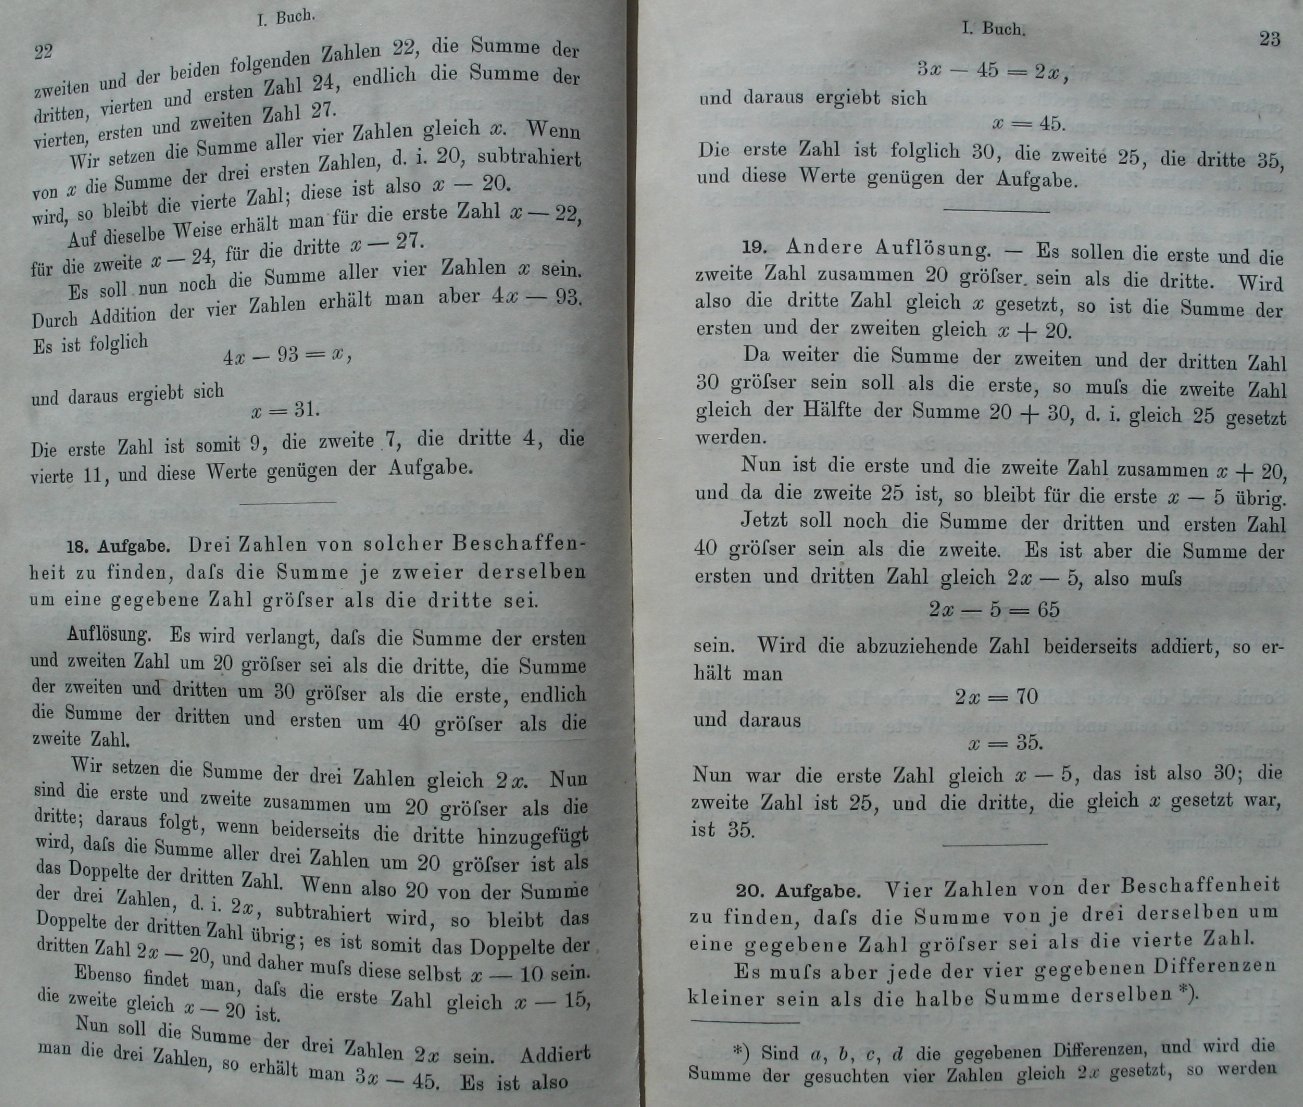 I. Buch.
22
zweiten und der beiden folgenden Zahlen 22, die Summe der
dritten, vierten und ersten Zahl 24, endlich die Summe der
vierten, ersten und zweiten Zahl 27.
Wir setzen die Summe aller vier Zahlen gleich x. Wenn
von x die Summe der drei ersten Zahlen, d. i. 20, subtrahiert
wird, so bleibt die vierte Zahl; diese ist also x — 20.
Auf dieselbe Weise erhält man für die erste Zahl x — 22,
für die zweite x — 24, für die dritte x — 27.
Es soll nun noch die Summe aller vier Zahlen x sein.
Durch Addition der vier Zahlen erhält man aber 4x — 93.
Es ist folglich
4x — 93 = x,
und daraus ergiebt sich
x = 31.
Die erste Zahl ist somit 9, die zweite 7, die dritte 4, die
vierte 11, und diese Werte genügen der Aufgabe.
18. Aufgabe. Drei Zahlen von solcher Beschaffen-
heit zu finden, daſs die Summe je zweier derselben
um eine gegebene Zahl gröſser als die dritte sei.
Auflösung. Es wird verlangt, daſs die Summe der ersten
und zweiten Zahl um 20 gröſser sei als die dritte, die Summe
der zweiten und dritten um 30 gröſser als die erste, endlich
die Summe der dritten und ersten um 40 gröſser als die
zweite Zahl.
Wir setzen die Summe der drei Zahlen gleich 2x. Nun
sind die erste und zweite zusammen um 20 gröſser als die
dritte; daraus folgt, wenn beiderseits die dritte hinzugefügt
wird, daſs die Summe aller drei Zahlen um 20 gröſser ist als
das Doppelte der dritten Zahl. Wenn also 20 von der Summe
der drei Zahlen, d. i. 2x, subtrahiert wird, so bleibt das
Doppelte der dritten Zahl übrig; es ist somit das Doppelte der
dritten Zahl 2x — 20, und daher muſs diese selbst x — 10 sein.
Ebenso findet man, daſs die erste Zahl gleich x — 15,
die zweite gleich x — 20 ist.
Nun soll die Summe der drei Zahlen 2x sein. Addiert
man die drei Zahlen, so erhält man 3x — 45. Es ist also
I. Buch.
23
3x — 45 = 2x,
und daraus ergiebt sich
x = 45.
Die erste Zahl ist folglich 30, die zweite 25, die dritte 35,
und diese Werte genügen der Aufgabe.
19. Andere Auflösung. — Es sollen die erste und die
zweite Zahl zusammen 20 gröſser sein als die dritte. Wird
also die dritte Zahl gleich x gesetzt, so ist die Summe der
ersten und der zweiten gleich x + 20.
Da weiter die Summe der zweiten und der dritten Zahl
30 gröſser sein soll als die erste, so muſs die zweite Zahl
gleich der Hälfte der Summe 20 + 30, d. i. gleich 25 gesetzt
werden.
Nun ist die erste und die zweite Zahl zusammen x + 20,
und da die zweite 25 ist, so bleibt für die erste x — 5 übrig.
Jetzt soll noch die Summe der dritten und ersten Zahl
40 gröſser sein als die zweite. Es ist aber die Summe der
ersten und dritten Zahl gleich 2x — 5, also muſs
2x — 5 = 65
sein. Wird die abzuziehende Zahl beiderseits addiert, so er-
hält man
2x = 70
und daraus
x = 35.
Nun war die erste Zahl gleich x — 5, das ist also 30; die
zweite Zahl ist 25, und die dritte, die gleich x gesetzt war,
ist 35.
20. Aufgabe. Vier Zahlen von der Beschaffenheit
zu finden, daſs die Summe von je drei derselben um
eine gegebene Zahl gröſser sei als die vierte Zahl.
Es muſs aber jede der vier gegebenen Differenzen
kleiner sein als die halbe Summe derselben *).
*) Sind a, b, c, d die gegebenen Differenzen, und wird die
Summe der gesuchten vier Zahlen gleich 2x gesetzt, so werden